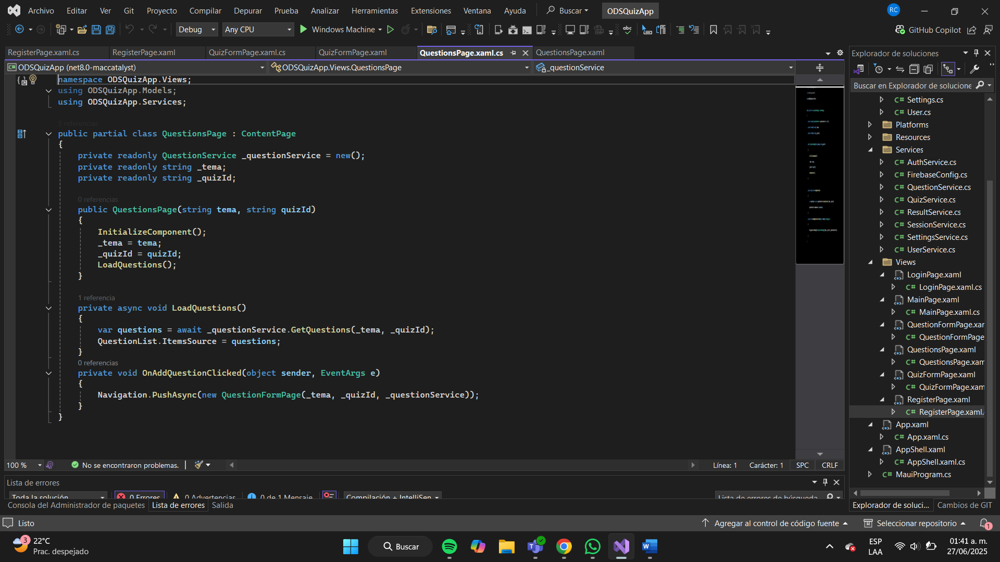 Archivo Editar Ver Git Proyecto Compilar Depurar Prueba Analizar Herramientas Extensiones Ventana Ayuda Buscar ODSQuizApp RC
Debug Any CPU Windows Machine abc GitHub Copilot
RegisterPage.xaml.cs RegisterPage.xaml QuizFormPage.xaml.cs QuizFormPage.xaml QuestionsPage.xaml.cs QuestionsPage.xaml
ODSQuizApp (net8.0-maccatalyst) ODSQuizApp.Views.QuestionsPage _questionService
namespace ODSQuizApp.Views;
using ODSQuizApp.Models;
using ODSQuizApp.Services;
5 referencias
public partial class QuestionsPage : ContentPage
{
private readonly QuestionService _questionService = new();
private readonly string _tema;
private readonly string _quizId;
0 referencias
public QuestionsPage(string tema, string quizId)
{
InitializeComponent();
_tema = tema;
_quizId = quizId;
LoadQuestions();
}
1 referencia
private async void LoadQuestions()
{
var questions = await _questionService.GetQuestions(_tema, _quizId);
QuestionList.ItemsSource = questions;
}
0 referencias
private void OnAddQuestionClicked(object sender, EventArgs e)
{
Navigation.PushAsync(new QuestionFormPage(_tema, _quizId, _questionService));
}
}
100 % No se encontraron problemas. Línea: 1 Carácter: 1 SPC CRLF
Lista de errores
Toda la solución 0 Errores 0 Advertencias 0 de 1 Mensaje Compilación + IntelliSen Lista de errores de búsqueda
Consola del Administrador de paquetes Lista de errores Salida
Explorador de soluciones
Buscar en Explorador de solucione
C# Settings.cs
C# User.cs
Platforms
Resources
Services
C# AuthService.cs
C# FirebaseConfig.cs
C# QuestionService.cs
C# QuizService.cs
C# ResultService.cs
C# SessionService.cs
C# SettingsService.cs
C# UserService.cs
Views
LoginPage.xaml
C# LoginPage.xaml.cs
MainPage.xaml
C# MainPage.xaml.cs
QuestionFormPage.xar
C# QuestionFormPage
QuestionsPage.xaml
C# QuestionsPage.xam
QuizFormPage.xaml
C# QuizFormPage.xam
RegisterPage.xaml
C# RegisterPage.xaml.
App.xaml
C# App.xaml.cs
AppShell.xaml
C# AppShell.xaml.cs
C# MauiProgram.cs
Explorador de soluci... Cambios de GIT
Listo Agregar al control de código fuente Seleccionar repositorio 1
3 22°C
Prac. despejado
Buscar
ESP
LAA
01:41 a. m.
27/06/2025